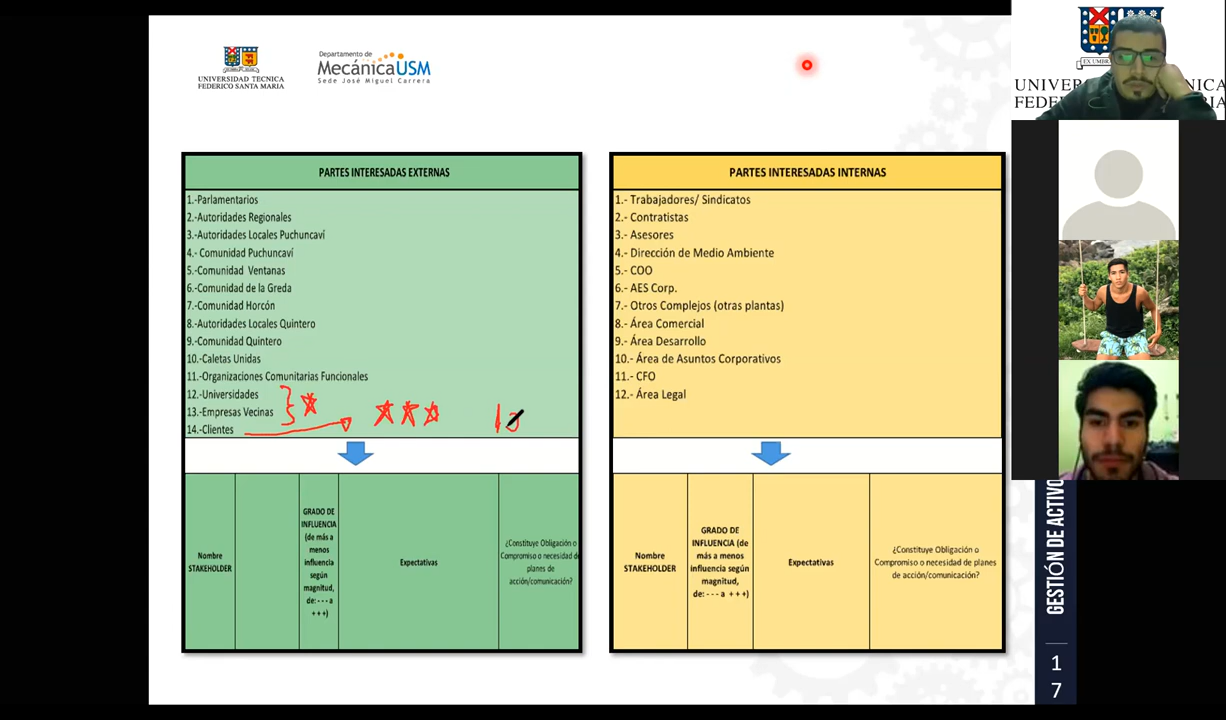 UNIVERSIDAD TECNICA
FEDERICO SANTA MARIA
Departamento de
MecánicaUSM
Sede José Miguel Carrera
PARTES INTERESADAS EXTERNAS
1.-Parlamentarios
2.-Autoridades Regionales
3.-Autoridades Locales Puchuncaví
4.- Comunidad Puchuncaví
5.-Comunidad Ventanas
6.-Comunidad de la Greda
7.-Comunidad Horcón
8.-Autoridades Locales Quintero
9.-Comunidad Quintero
10.-Caletas Unidas
11.-Organizaciones Comunitarias Funcionales
12.-Universidades
13.-Empresas Vecinas
14.-Clientes
Nombre
STAKEHOLDER
GRADO DE
INFLUENCIA
(de más a
menos
influencia
según
magnitud,
de: - - - a
+ + +)
Expectativas
¿Constituye Obligación o
Compromiso o necesidad de
planes de
acción/comunicación?
PARTES INTERESADAS INTERNAS
1.- Trabajadores/ Sindicatos
2.- Contratistas
3.- Asesores
4.- Dirección de Medio Ambiente
5.- COO
6.- AES Corp.
7.- Otros Complejos (otras plantas)
8.- Área Comercial
9.- Área Desarrollo
10.- Área de Asuntos Corporativos
11.- CFO
12.- Área Legal
Nombre
STAKEHOLDER
GRADO DE
INFLUENCIA (de
más a menos
influencia según
magnitud,
de: - - - a + + +)
Expectativas
¿Constituye Obligación o
Compromiso o necesidad de planes
de acción/comunicación?
GESTIÓN DE ACTIVO
1
7
EX UMBR
UNIVER NICA
FEDER RIA